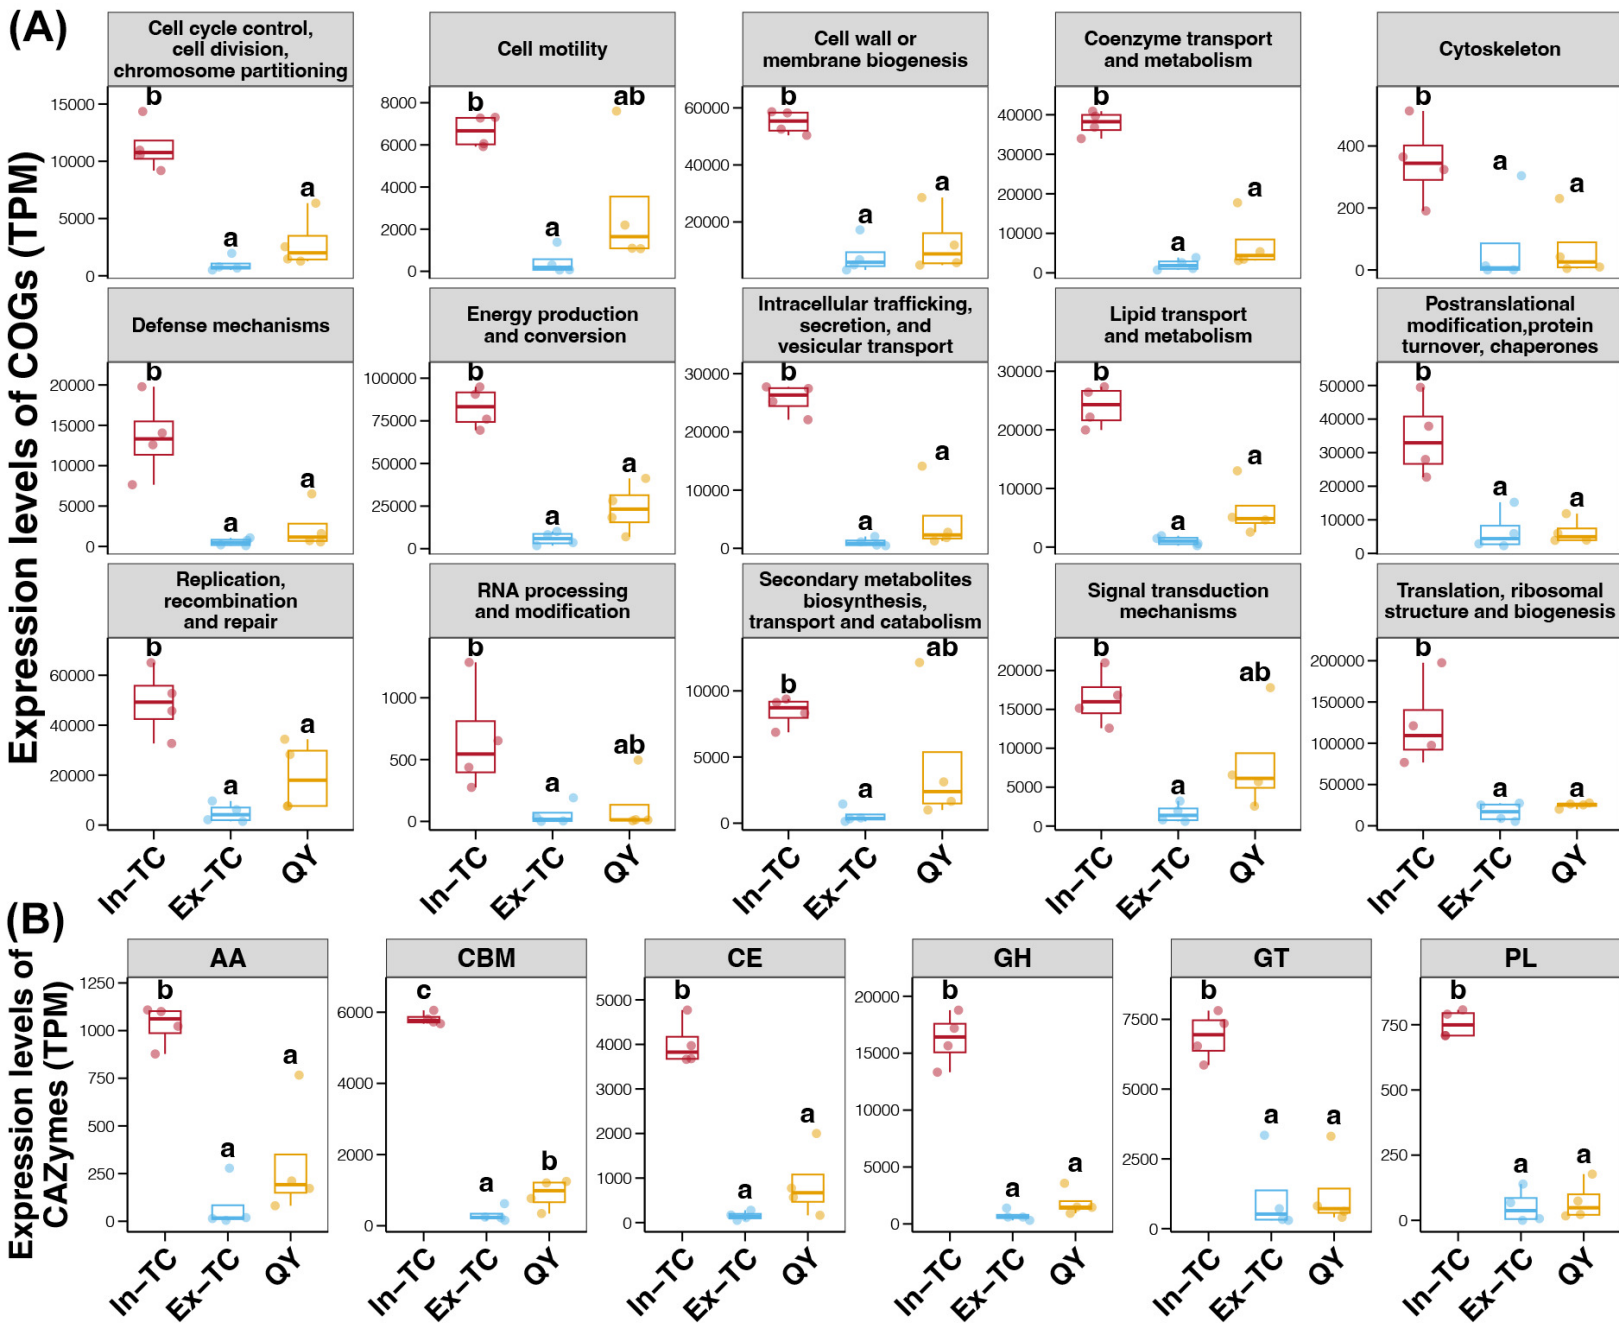 (A)
Expression levels of COGs (TPM)
Cell cycle control,
cell division,
chromosome partitioning
15000
10000
5000
0
b
a
a
Cell motility
8000
6000
4000
2000
0
b
a
ab
Cell wall or
membrane biogenesis
60000
40000
20000
b
a
a
Coenzyme transport
and metabolism
40000
30000
20000
10000
0
b
a
a
Cytoskeleton
400
200
0
b
a
a
Defense mechanisms
20000
15000
10000
5000
0
b
a
a
Energy production
and conversion
100000
75000
50000
25000
0
b
a
a
Intracellular trafficking,
secretion, and
vesicular transport
30000
20000
10000
0
b
a
a
Lipid transport
and metabolism
30000
20000
10000
0
b
a
a
Postranslational
modification,protein
turnover, chaperones
50000
40000
30000
20000
10000
0
b
a
a
Replication,
recombination
and repair
60000
40000
20000
0
b
a
a
In−TC
Ex−TC
QY
RNA processing
and modification
1000
500
0
b
a
ab
In−TC
Ex−TC
QY
Secondary metabolites
biosynthesis,
transport and catabolism
10000
5000
0
b
a
ab
In−TC
Ex−TC
QY
Signal transduction
mechanisms
20000
15000
10000
5000
0
b
a
ab
In−TC
Ex−TC
QY
Translation, ribosomal
structure and biogenesis
200000
150000
100000
50000
0
b
a
a
In−TC
Ex−TC
QY
(B)
Expression levels of
CAZymes (TPM)
AA
1250
1000
750
500
250
0
b
a
a
In−TC
Ex−TC
QY
CBM
6000
4000
2000
0
c
a
b
In−TC
Ex−TC
QY
CE
5000
4000
3000
2000
1000
0
b
a
a
In−TC
Ex−TC
QY
GH
20000
15000
10000
5000
0
b
a
a
In−TC
Ex−TC
QY
GT
7500
5000
2500
0
b
a
a
In−TC
Ex−TC
QY
PL
750
500
250
0
b
a
a
In−TC
Ex−TC
QY